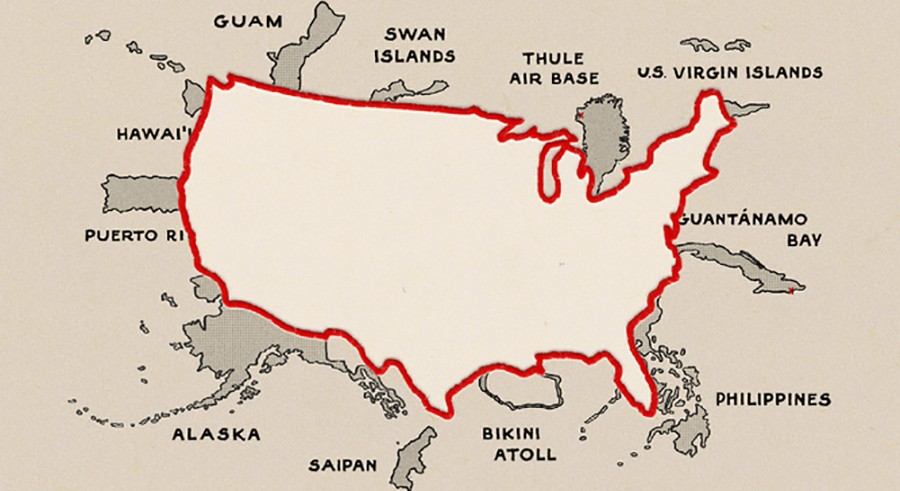 GUAM
SWAN
ISLANDS
THULE
AIR BASE
U.S. VIRGIN ISLANDS
HAWAI'I
PUERTO RI
GUANTÁNAMO
BAY
PHILIPPINES
ALASKA
BIKINI
ATOLL
SAIPAN